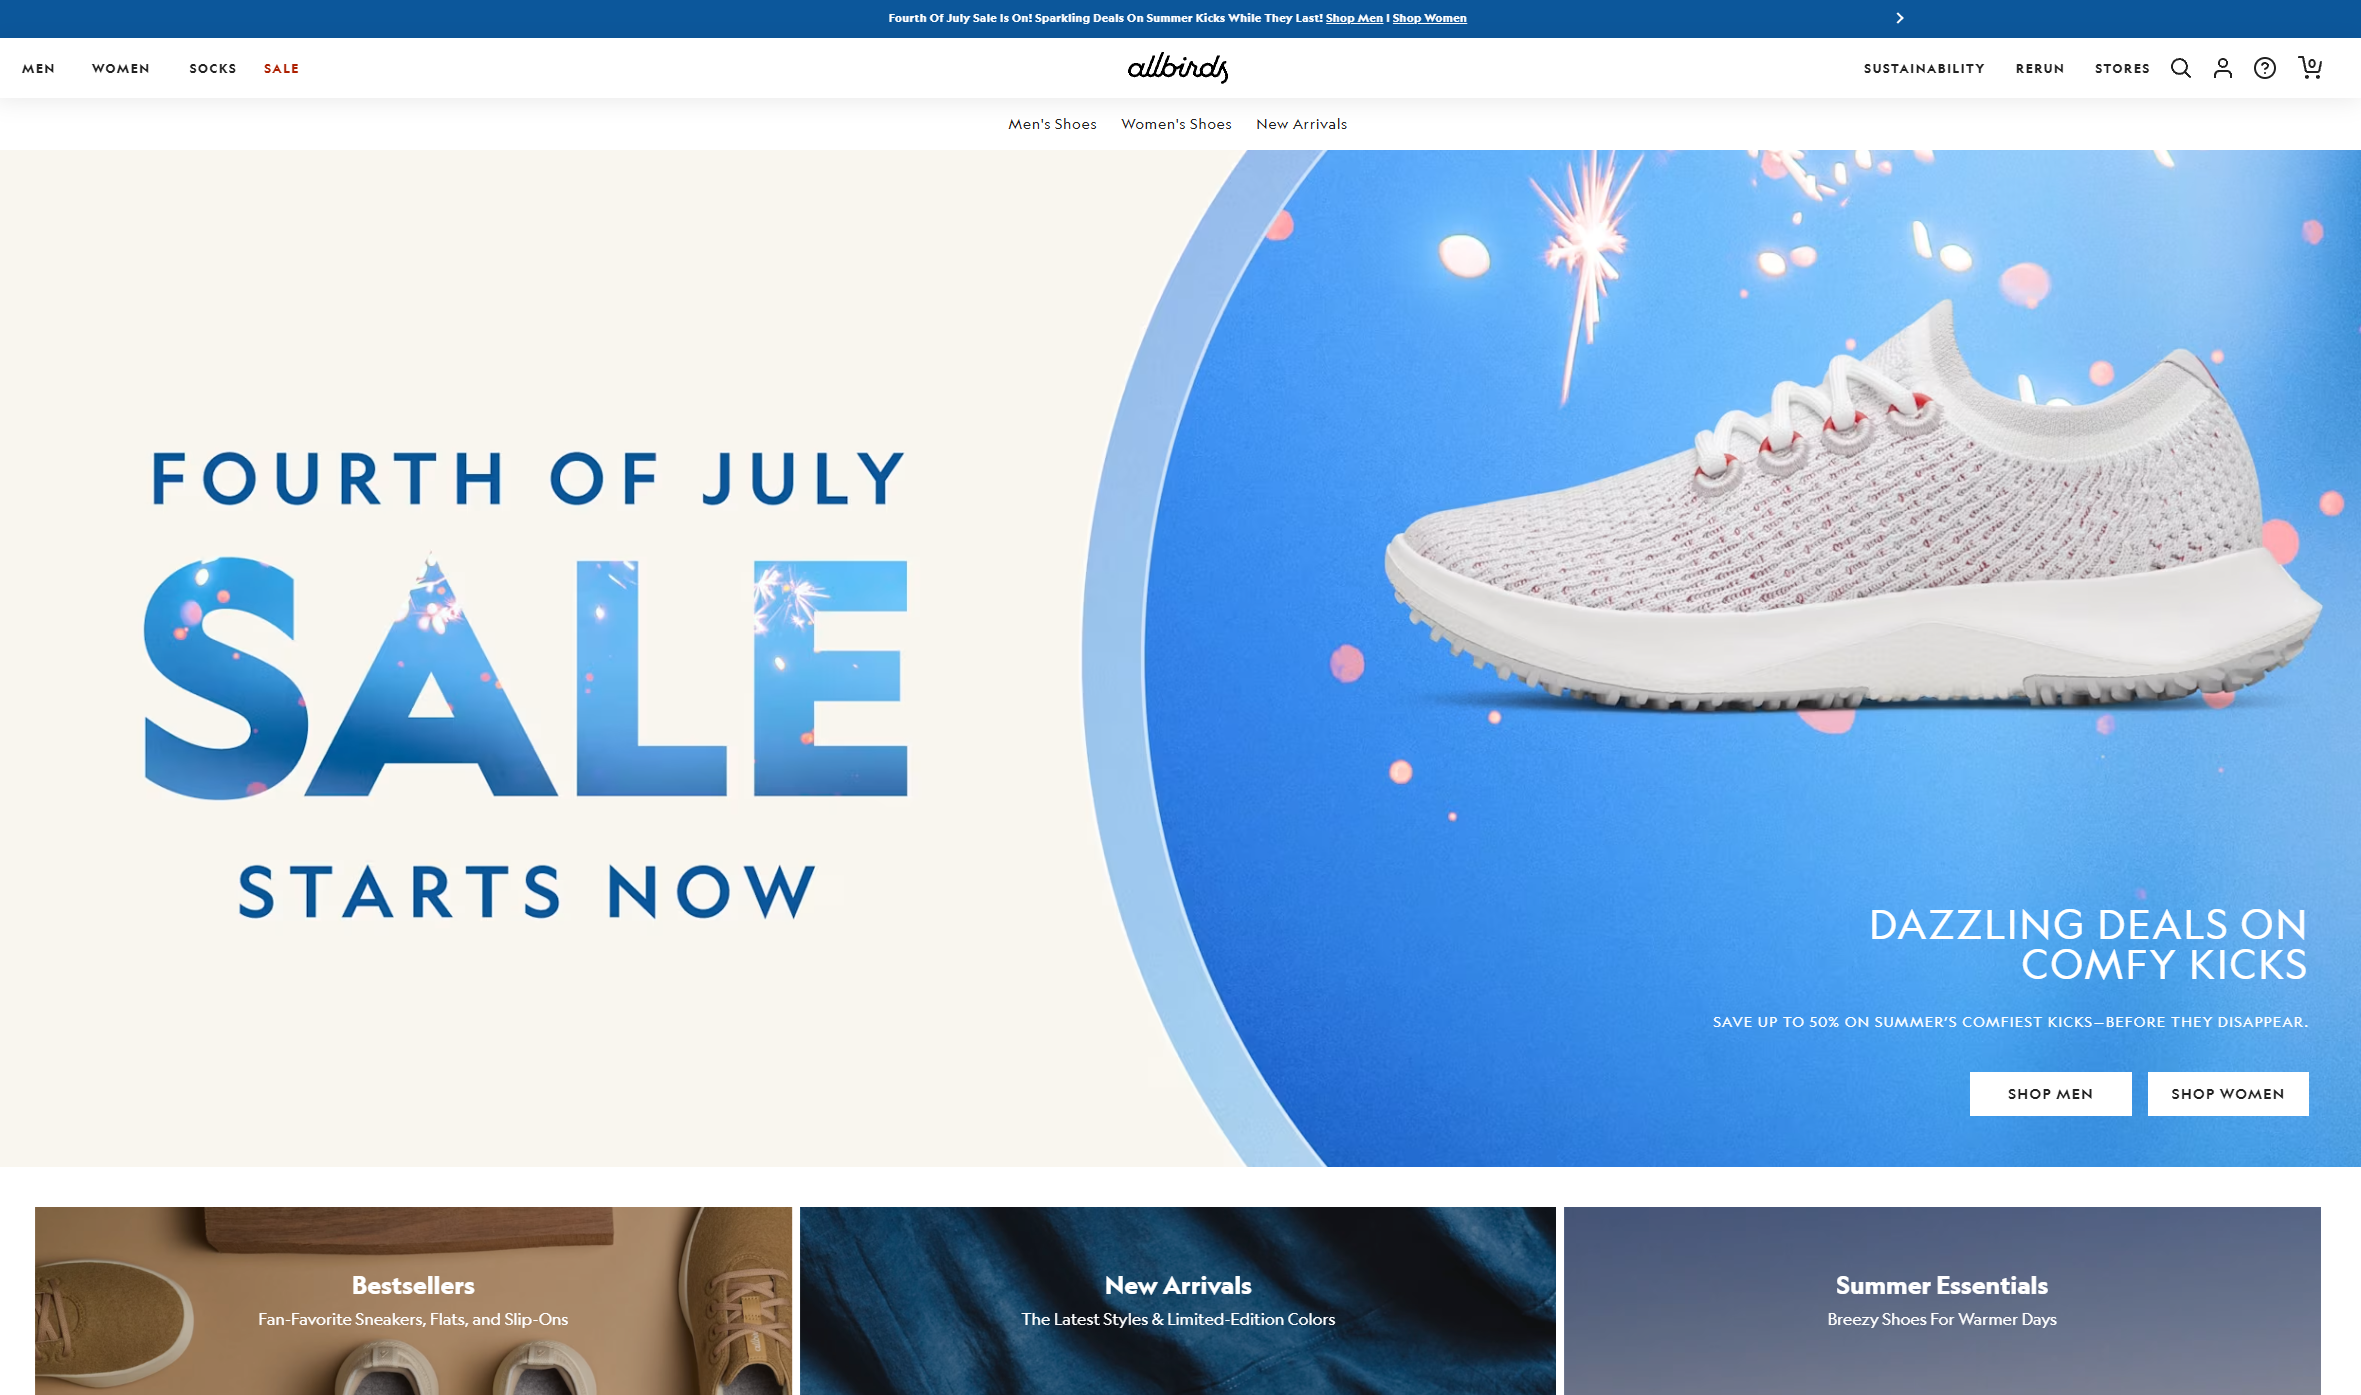 Fourth Of July Sale Is On! Sparkling Deals On Summer Kicks While They Last! Shop Men | Shop Women
MEN WOMEN SOCKS SALE allbirds SUSTAINABILITY RERUN STORES 0
Men's Shoes Women's Shoes New Arrivals
FOURTH OF JULY
SALE
STARTS NOW
DAZZLING DEALS ON
COMFY KICKS
SAVE UP TO 50% ON SUMMER'S COMFIEST KICKS—BEFORE THEY DISAPPEAR.
SHOP MEN SHOP WOMEN
Bestsellers
Fan-Favorite Sneakers, Flats, and Slip-Ons
New Arrivals
The Latest Styles & Limited-Edition Colors
Summer Essentials
Breezy Shoes For Warmer Days